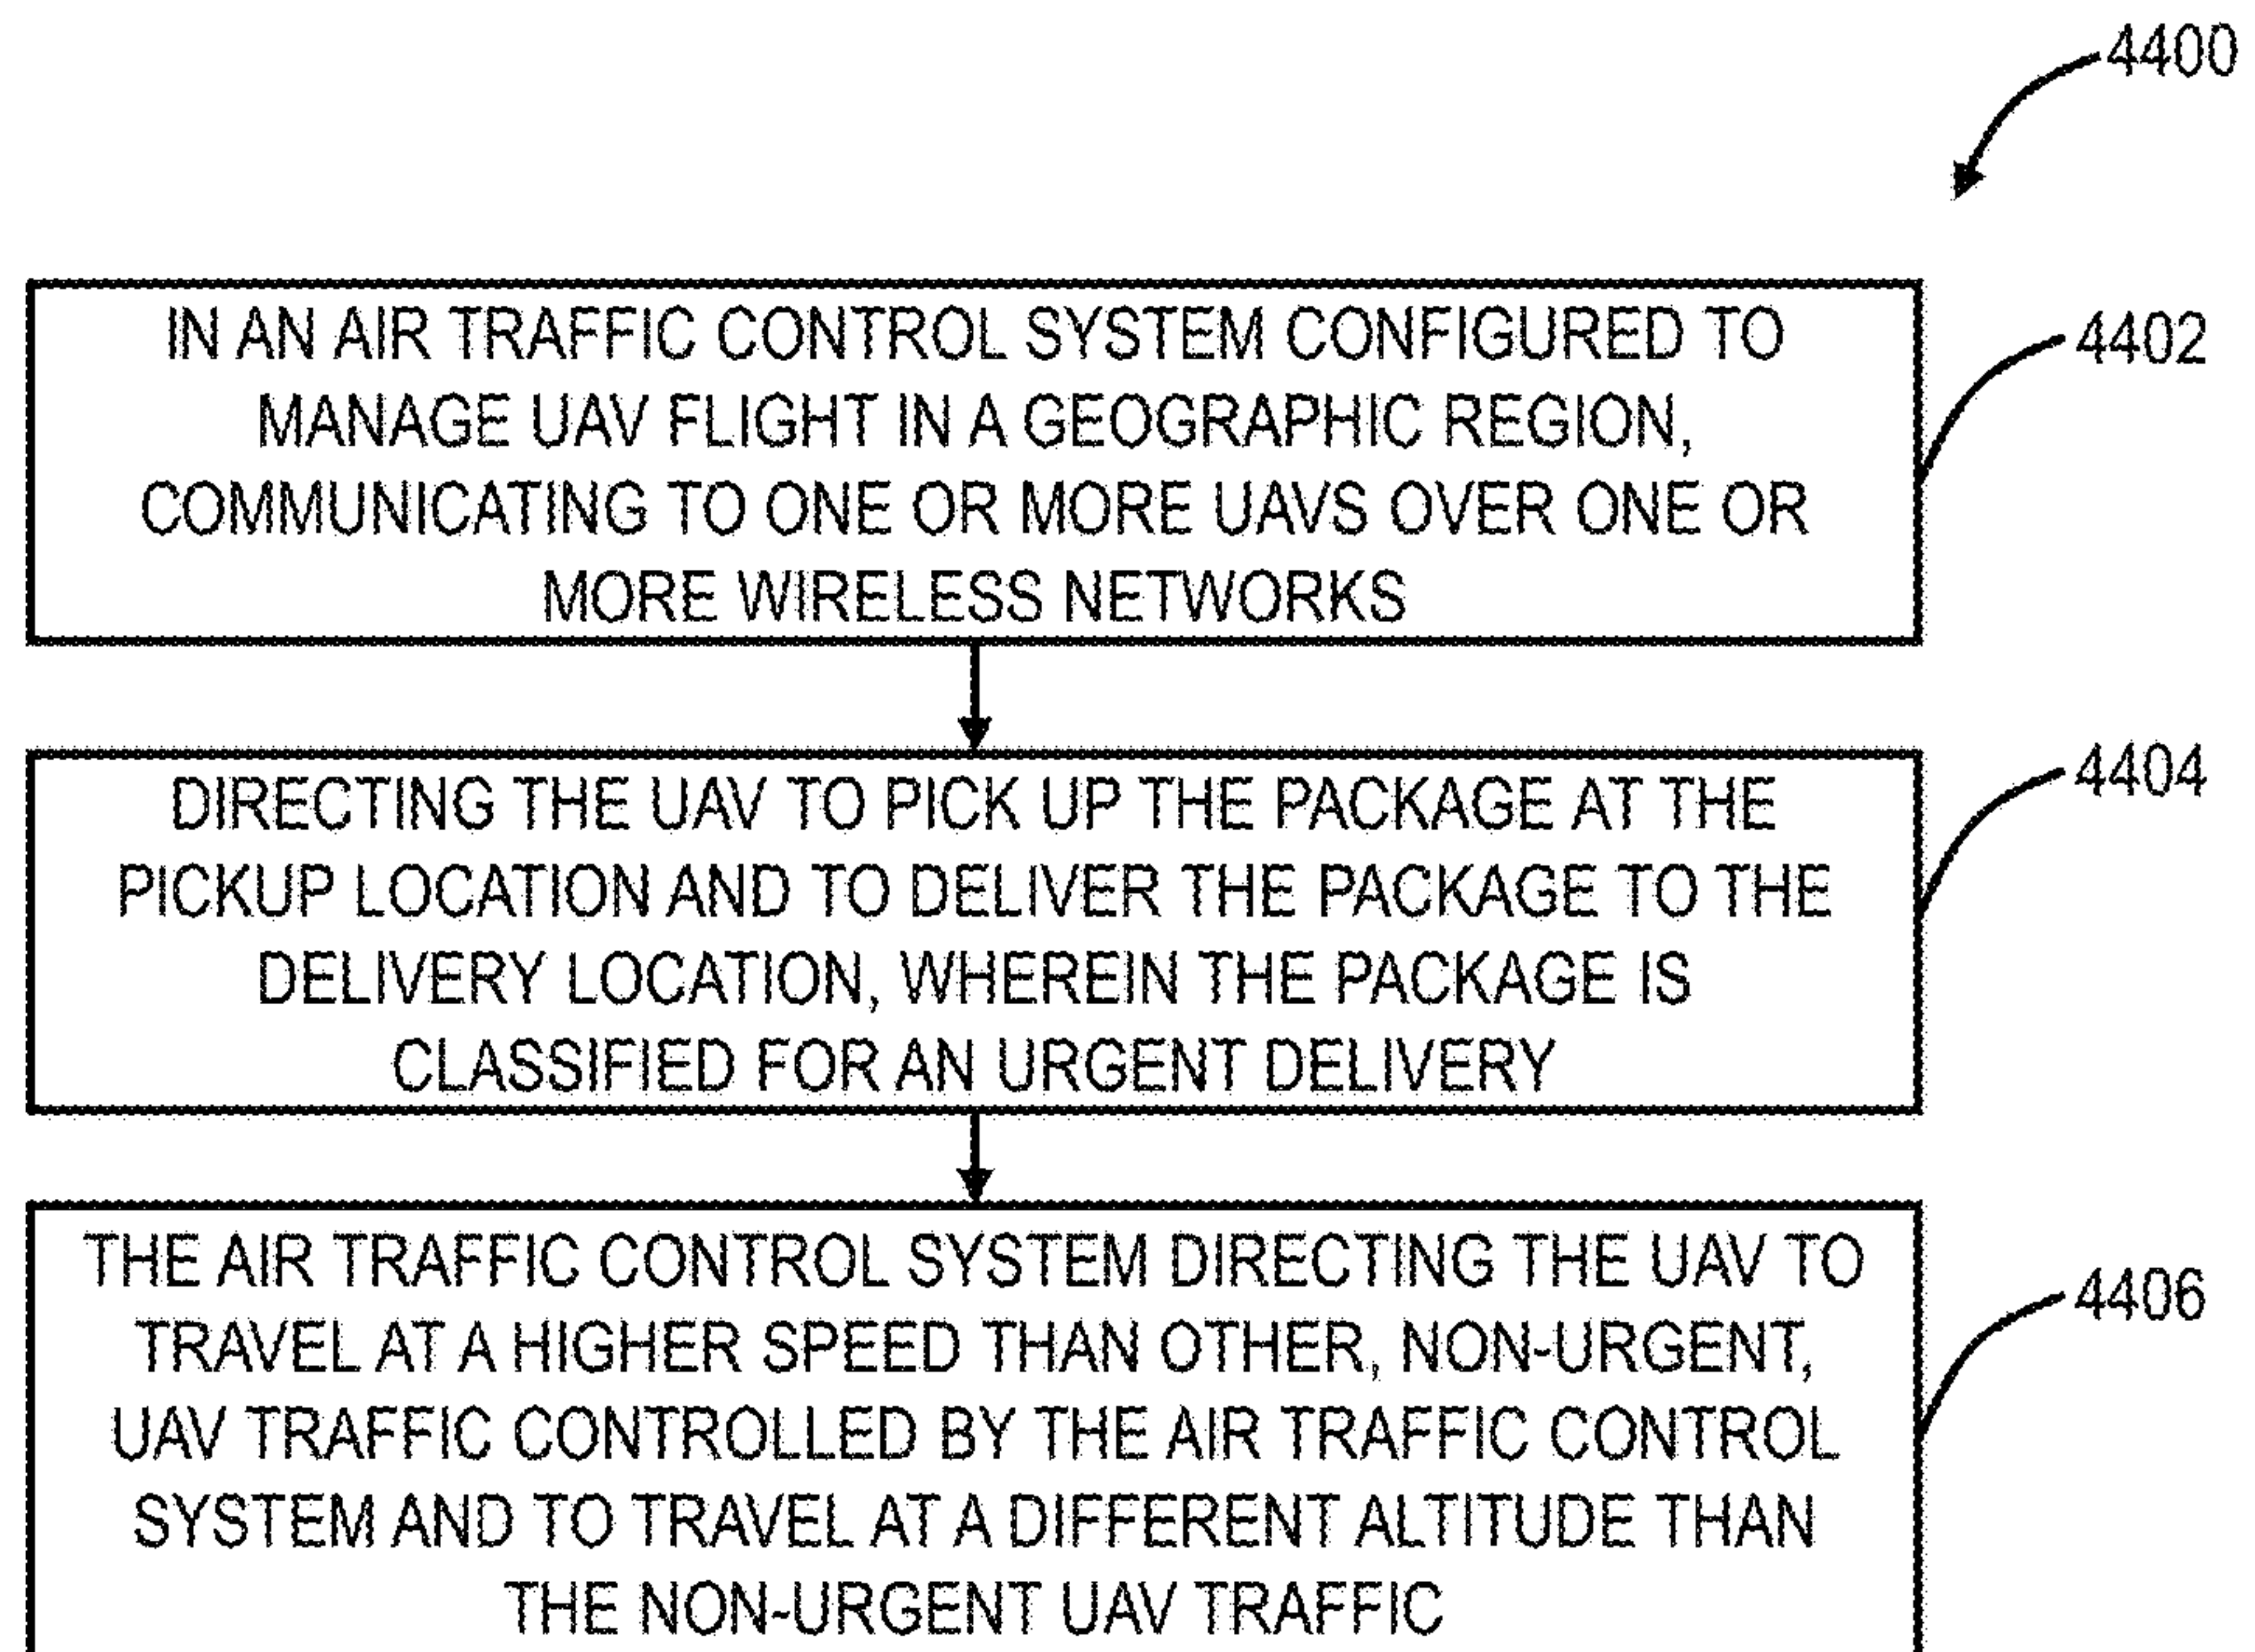 4400
IN AN AIR TRAFFIC CONTROL SYSTEM CONFIGURED TO
MANAGE UAV FLIGHT IN A GEOGRAPHIC REGION,
COMMUNICATING TO ONE OR MORE UAVS OVER ONE OR
MORE WIRELESS NETWORKS
4402
DIRECTING THE UAV TO PICK UP THE PACKAGE AT THE
PICKUP LOCATION AND TO DELIVER THE PACKAGE TO THE
DELIVERY LOCATION, WHEREIN THE PACKAGE IS
CLASSIFIED FOR AN URGENT DELIVERY
4404
THE AIR TRAFFIC CONTROL SYSTEM DIRECTING THE UAV TO
TRAVEL AT A HIGHER SPEED THAN OTHER, NON-URGENT,
UAV TRAFFIC CONTROLLED BY THE AIR TRAFFIC CONTROL
SYSTEM AND TO TRAVEL AT A DIFFERENT ALTITUDE THAN
THE NON-URGENT UAV TRAFFIC
4406